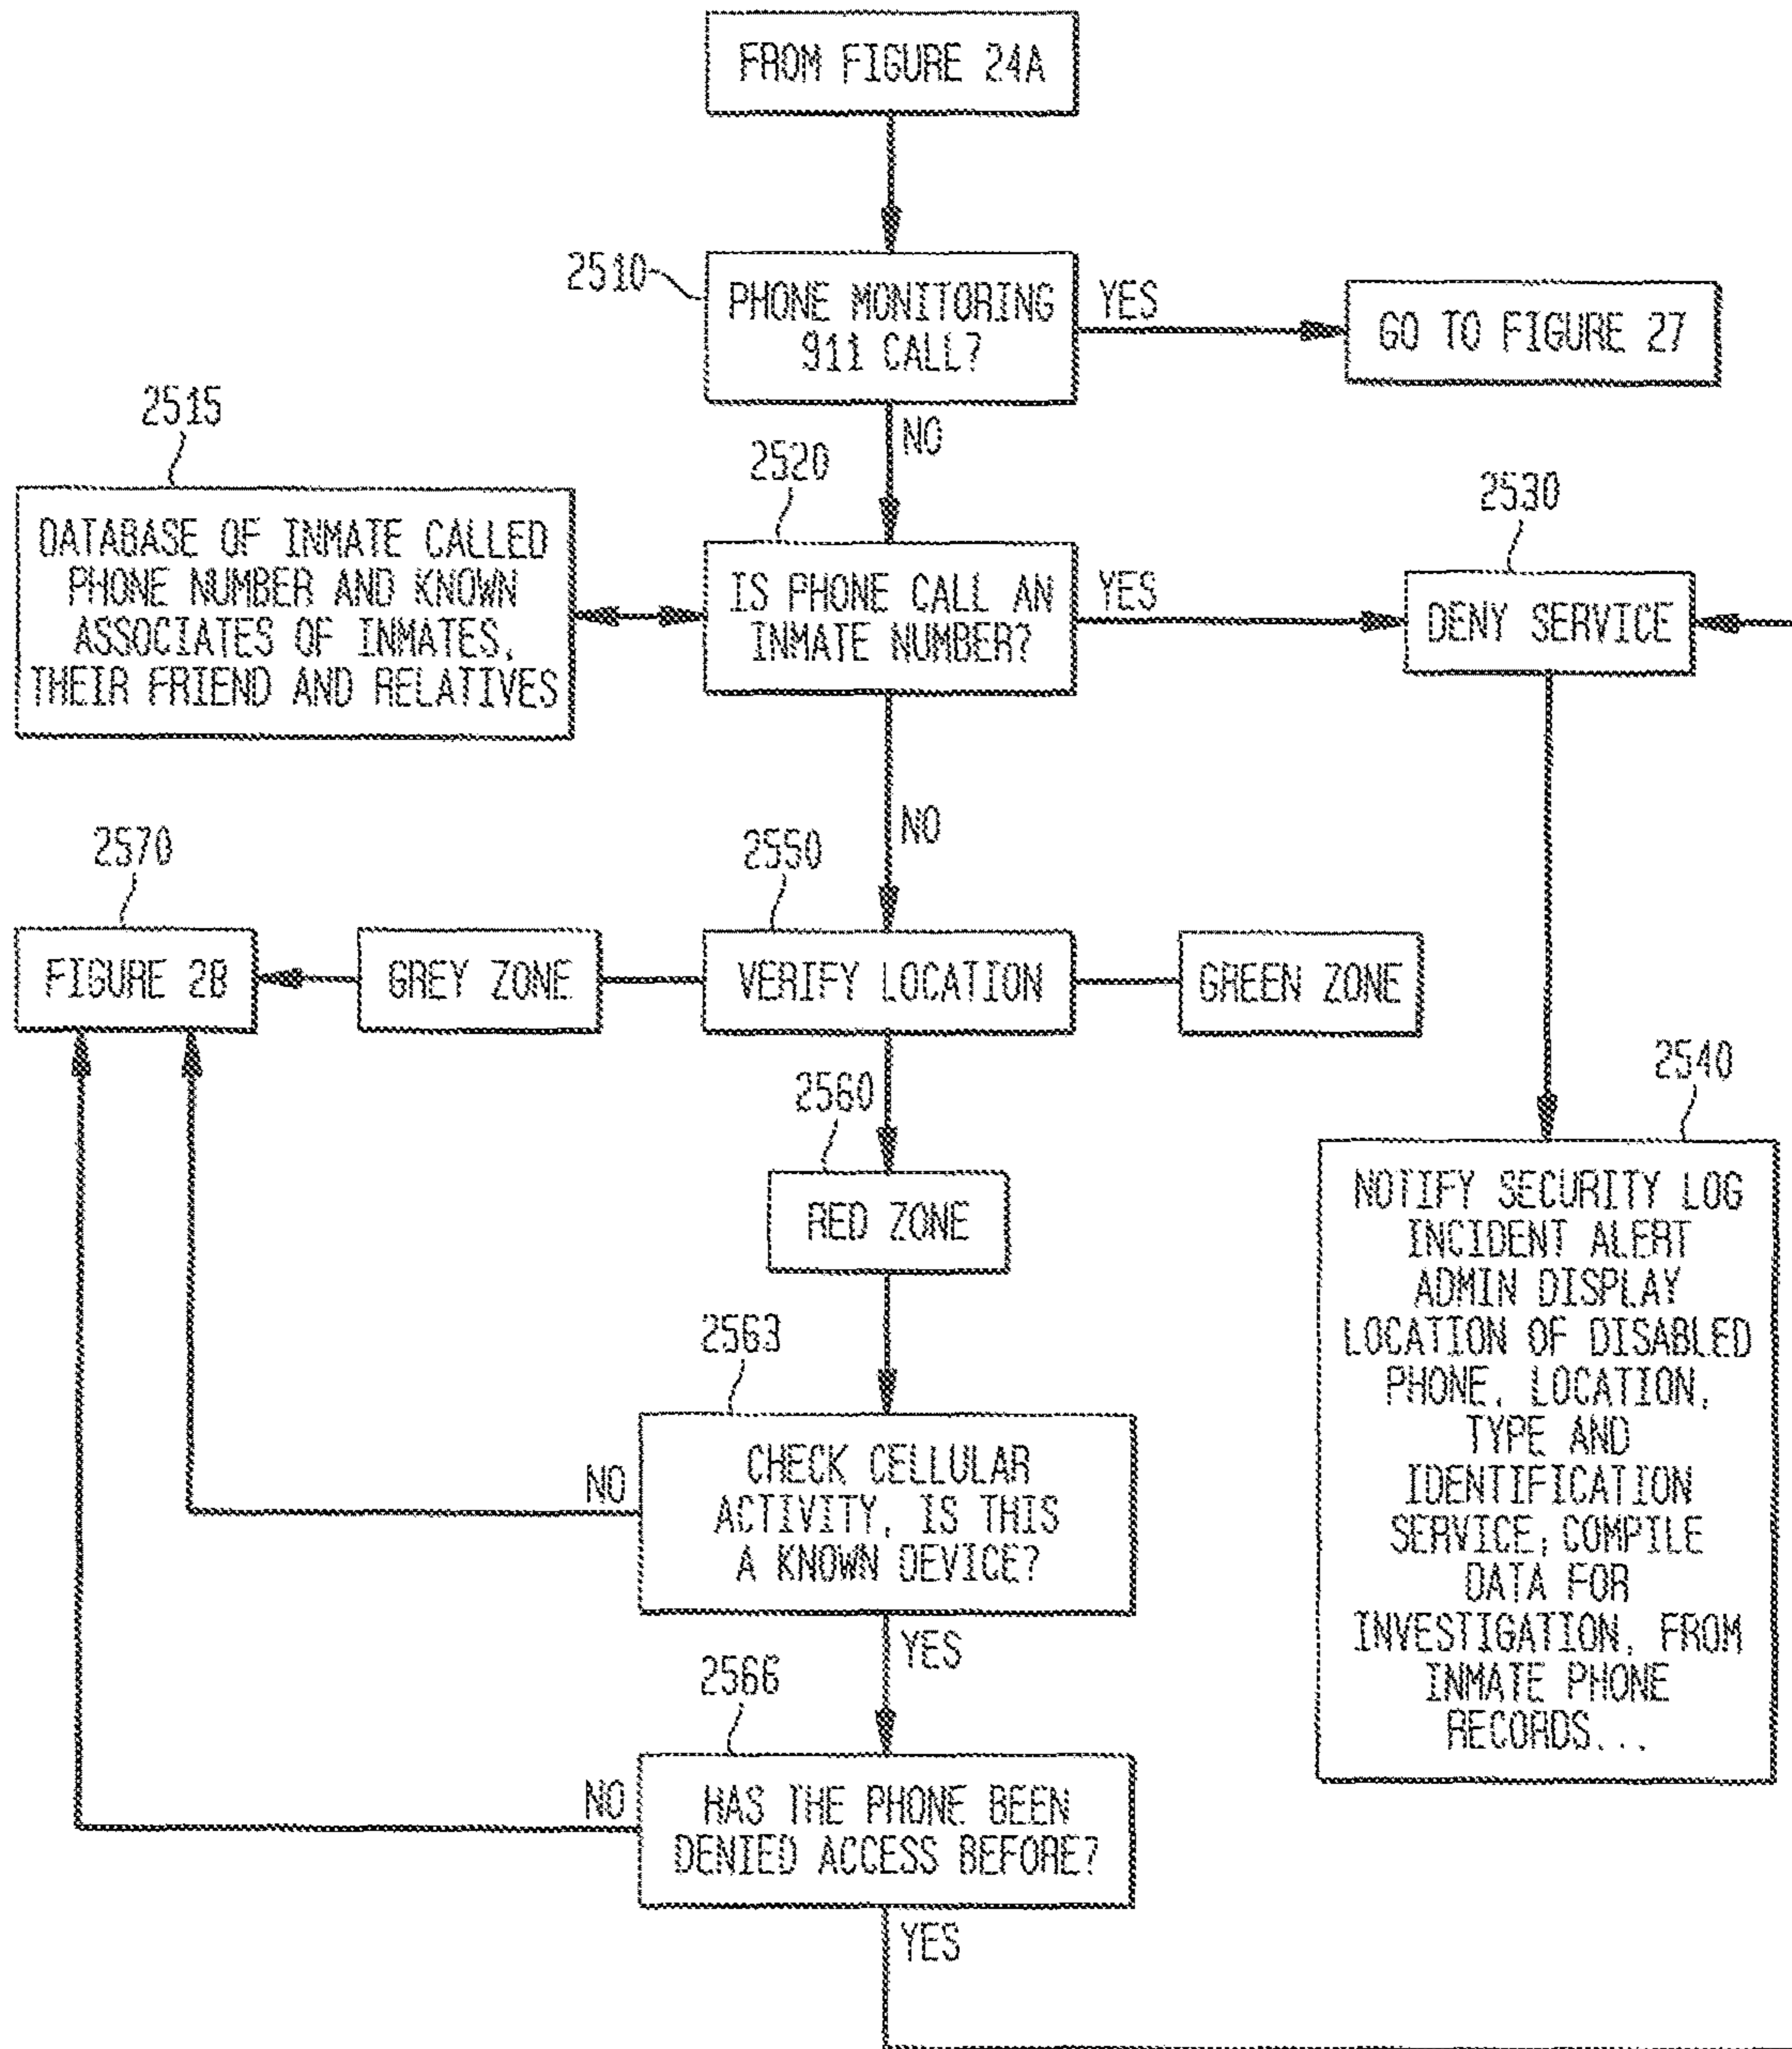 FROM FIGURE 24A
2510
PHONE MONITORING
911 CALL?
YES
GO TO FIGURE 27
NO
2515
DATABASE OF INMATE CALLED
PHONE NUMBER AND KNOWN
ASSOCIATES OF INMATES,
THEIR FRIEND AND RELATIVES
2520
IS PHONE CALL AN
INMATE NUMBER?
YES
2530
DENY SERVICE
NO
2570
FIGURE 28
GREY ZONE
2550
VERIFY LOCATION
GREEN ZONE
2540
NOTIFY SECURITY LOG
INCIDENT ALERT
ADMIN DISPLAY
LOCATION OF DISABLED
PHONE, LOCATION,
TYPE AND
IDENTIFICATION
SERVICE, COMPILE
DATA FOR
INVESTIGATION, FROM
INMATE PHONE
RECORDS...
2560
RED ZONE
2563
CHECK CELLULAR
ACTIVITY, IS THIS
A KNOWN DEVICE?
NO
YES
2566
HAS THE PHONE BEEN
DENIED ACCESS BEFORE?
NO
YES